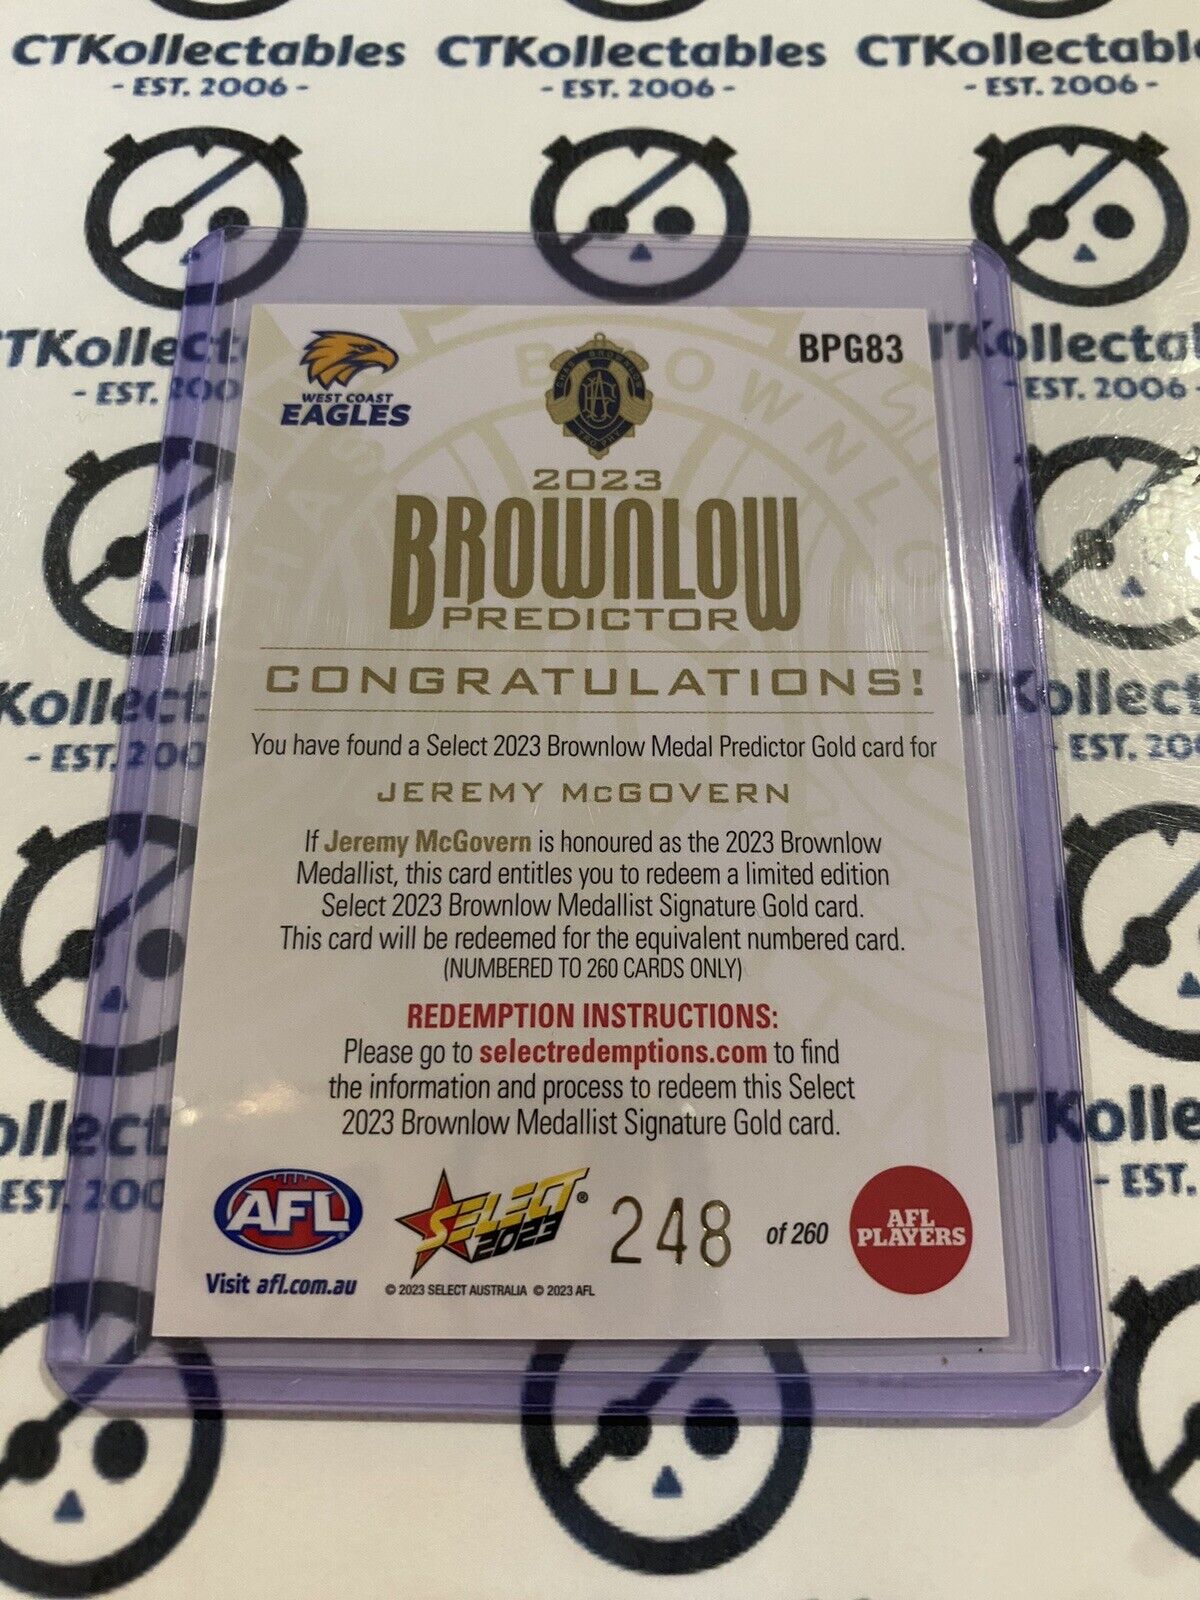 CTKollectables CTKollectables CTKollectabl
- EST. 2006 - - EST. 2006 - - EST. 2006 -
WEST COAST
EAGLES
CHAS BROWNLOW
TROPHY
BPG83
2023
BROWNLOW
PREDICTOR
CONGRATULATIONS!
You have found a Select 2023 Brownlow Medal Predictor Gold card for
JEREMY McGOVERN
If Jeremy McGovern is honoured as the 2023 Brownlow
Medallist, this card entitles you to redeem a limited edition
Select 2023 Brownlow Medallist Signature Gold card.
This card will be redeemed for the equivalent numbered card.
(NUMBERED TO 260 CARDS ONLY)
REDEMPTION INSTRUCTIONS:
Please go to selectredemptions.com to find
the information and process to redeem this Select
2023 Brownlow Medallist Signature Gold card.
AFL
Visit afl.com.au
SELECT®
2023
© 2023 SELECT AUSTRALIA © 2023 AFL
248 of 260
AFL
PLAYERS